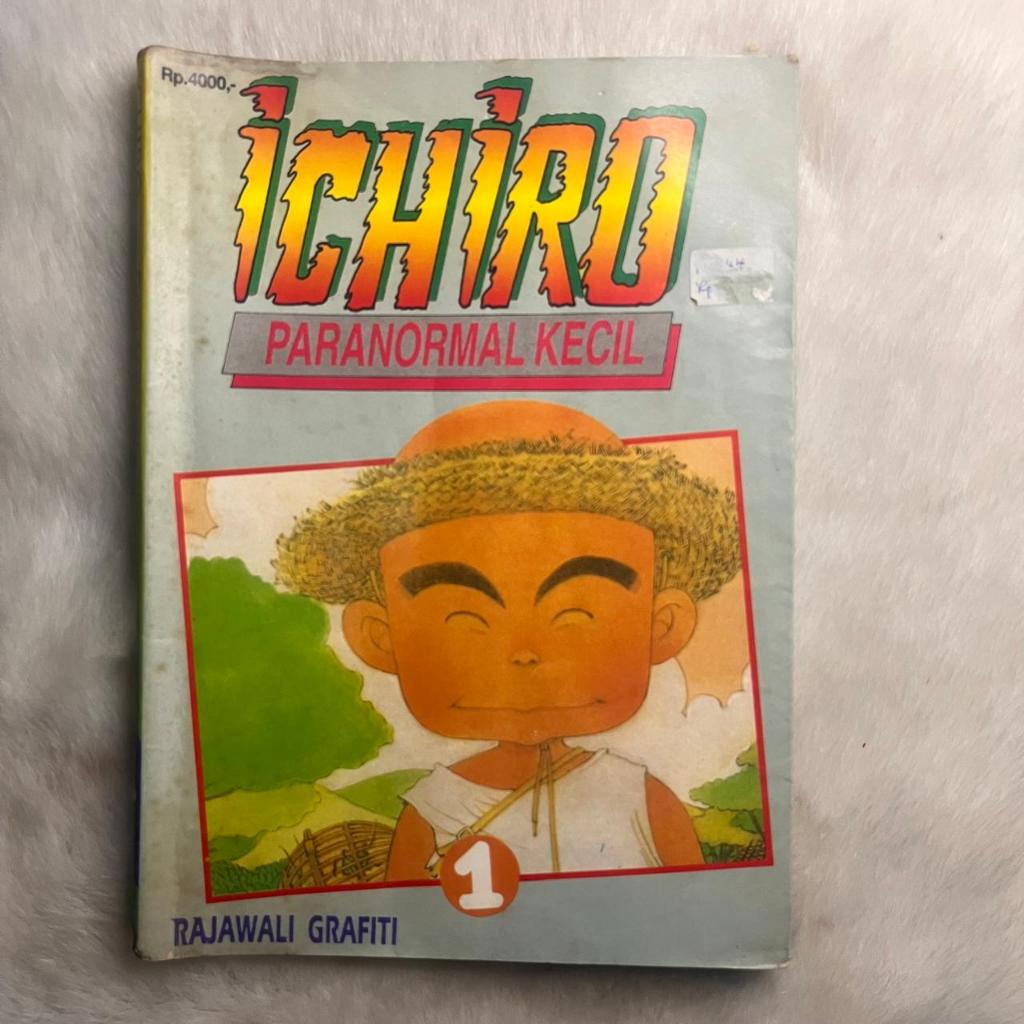 Rp.4000,-
ICHIRO
PARANORMAL KECIL
1
RAJAWALI GRAFITI